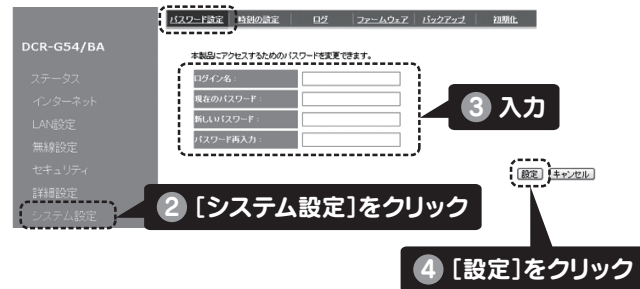 パスワード設定 時刻の設定 ログ ファームウェア バックアップ 初期化
DCR-G54/BA
本製品にアクセスするためのパスワードを変更できます。
ステータス
インターネット
LAN設定
無線設定
セキュリティ
詳細設定
システム設定
ログイン名：
現在のパスワード：
新しいパスワード：
パスワード再入力：
③ 入力
設定 キャンセル
② [システム設定]をクリック
④ [設定]をクリック